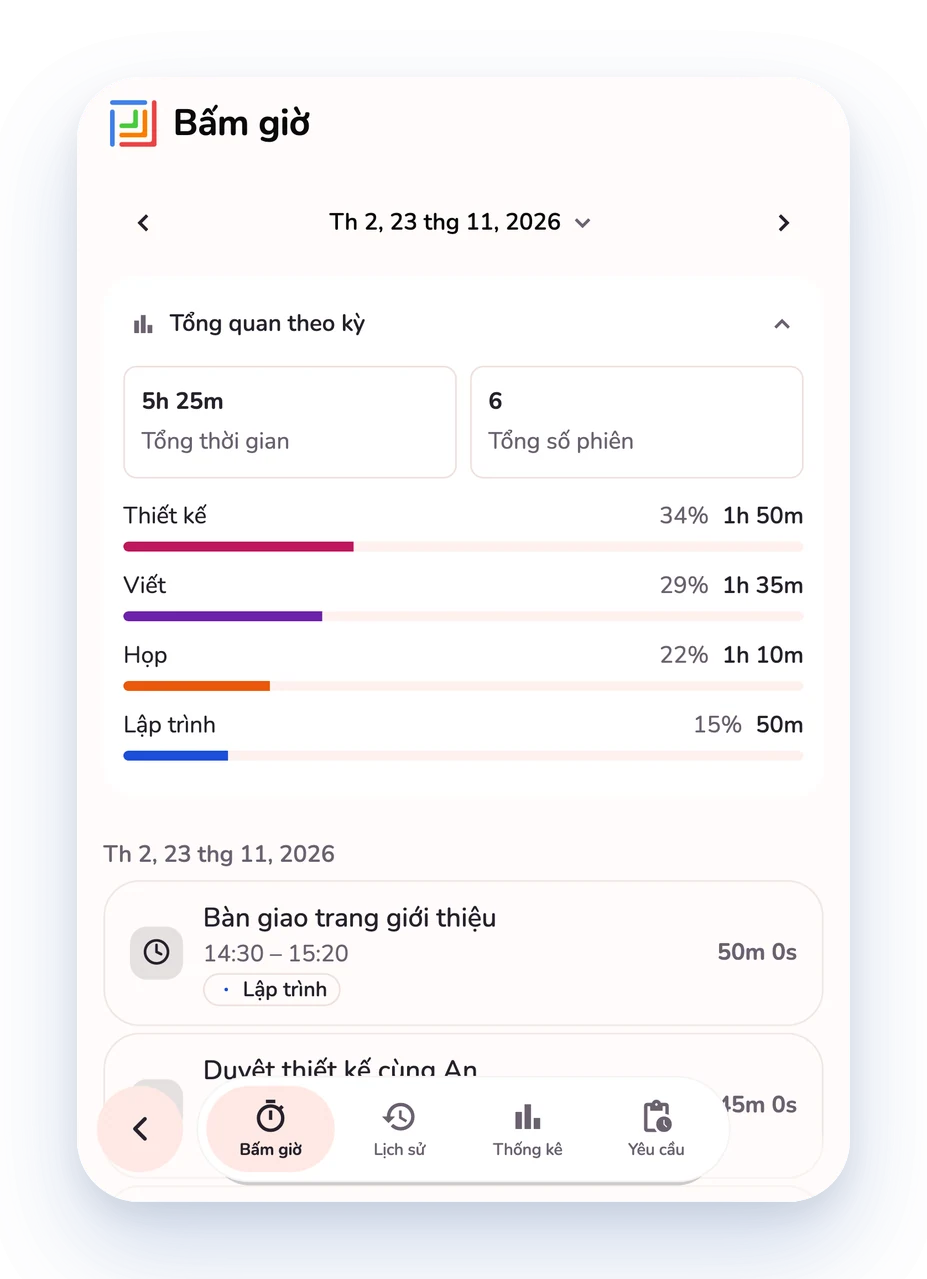 Bấm giờ
Th 2, 23 thg 11, 2026
Tổng quan theo kỳ
5h 25m
Tổng thời gian
6
Tổng số phiên
Thiết kế 34% 1h 50m
Viết 29% 1h 35m
Họp 22% 1h 10m
Lập trình 15% 50m
Th 2, 23 thg 11, 2026
Bàn giao trang giới thiệu
14:30 – 15:20
50m 0s
Lập trình
Duyệt thiết kế cùng An
45m 0s
Bấm giờ
Lịch sử
Thống kê
Yêu cầu